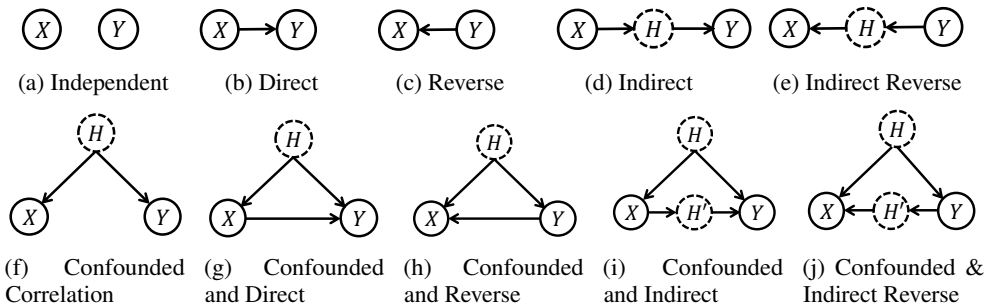 X Y X Y X Y X H Y X H Y
(a) Independent (b) Direct (c) Reverse (d) Indirect (e) Indirect Reverse
H H H H H
X Y X Y X Y X H' Y X H' Y
(f) Confounded (g) Confounded (h) Confounded (i) Confounded (j) Confounded &
Correlation and Direct and Reverse and Indirect Indirect Reverse